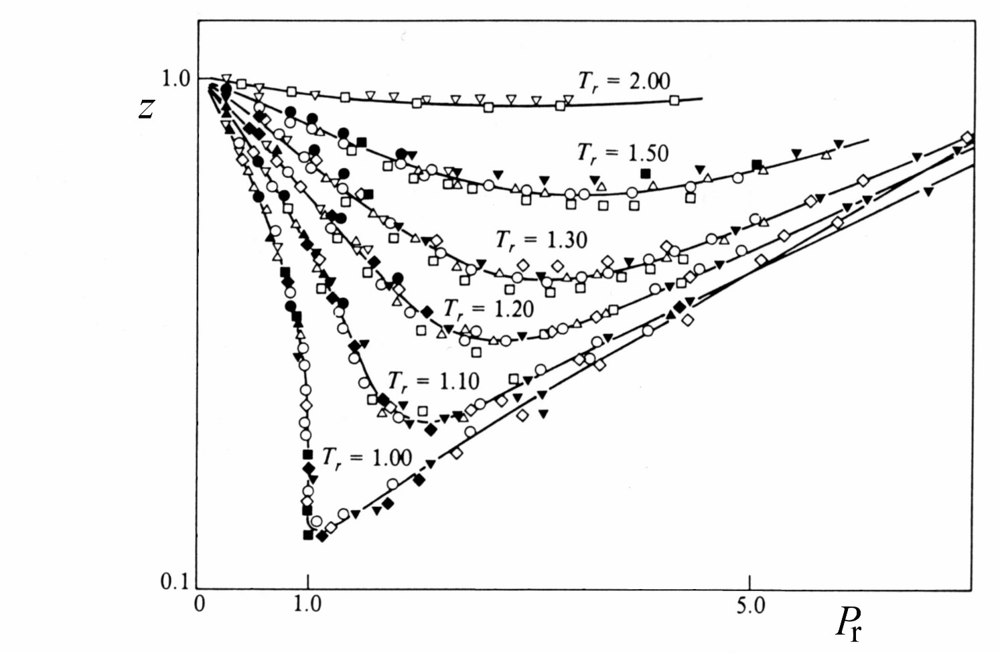 1.0
z
T_r = 2.00
T_r = 1.50
T_r = 1.30
T_r = 1.20
T_r = 1.10
T_r = 1.00
0.1
0 1.0 5.0
P_r